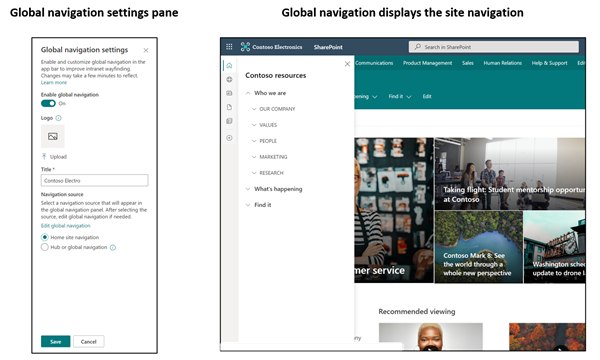 Global navigation settings pane
Global navigation displays the site navigation
Global navigation settings
Enable and customize global navigation in the
app bar to improve intranet wayfinding.
Changes may take a few minutes to reflect.
Learn more
Enable global navigation
On
Logo
Upload
Title *
Contoso Electro
Navigation source
Select a navigation source that will appear in
the global navigation panel. After selecting the
source, edit global navigation if needed.
Edit global navigation
Home site navigation
Hub or global navigation
Save
Cancel
Contoso Electronics
SharePoint
Search in SharePoint
Communications
Product Management
Sales
Human Relations
Help & Support
Edit
pening
Find it
Edit
Contoso resources
Who we are
OUR COMPANY
VALUES
PEOPLE
MARKETING
RESEARCH
What's happening
Find it
Taking flight: Student mentorship opportun
at Contoso
mer service
Contoso Mark 8: See
the world through a
whole new perspective
Washington sched
update to drone la
Recommended viewing